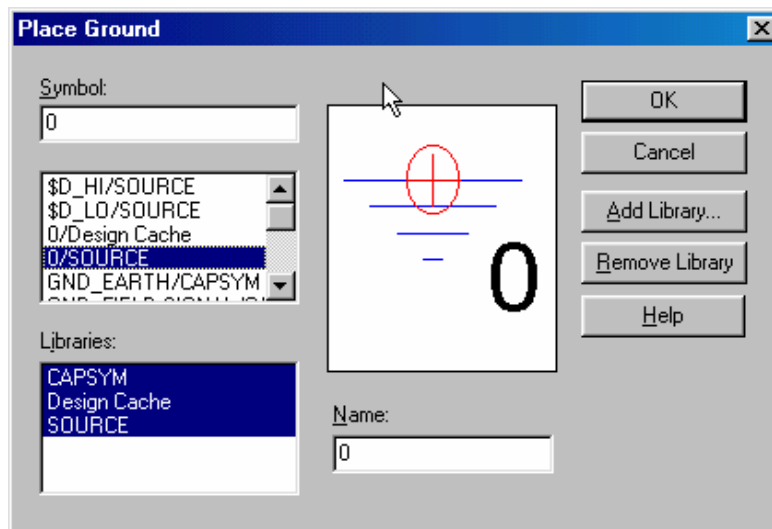 Place Ground
Symbol:
0
$D_HI/SOURCE
$D_LO/SOURCE
0/Design Cache
0/SOURCE
GND_EARTH/CAPSYM
Libraries:
CAPSYM
Design Cache
SOURCE
0
Name:
0
OK
Cancel
Add Library...
Remove Library
Help